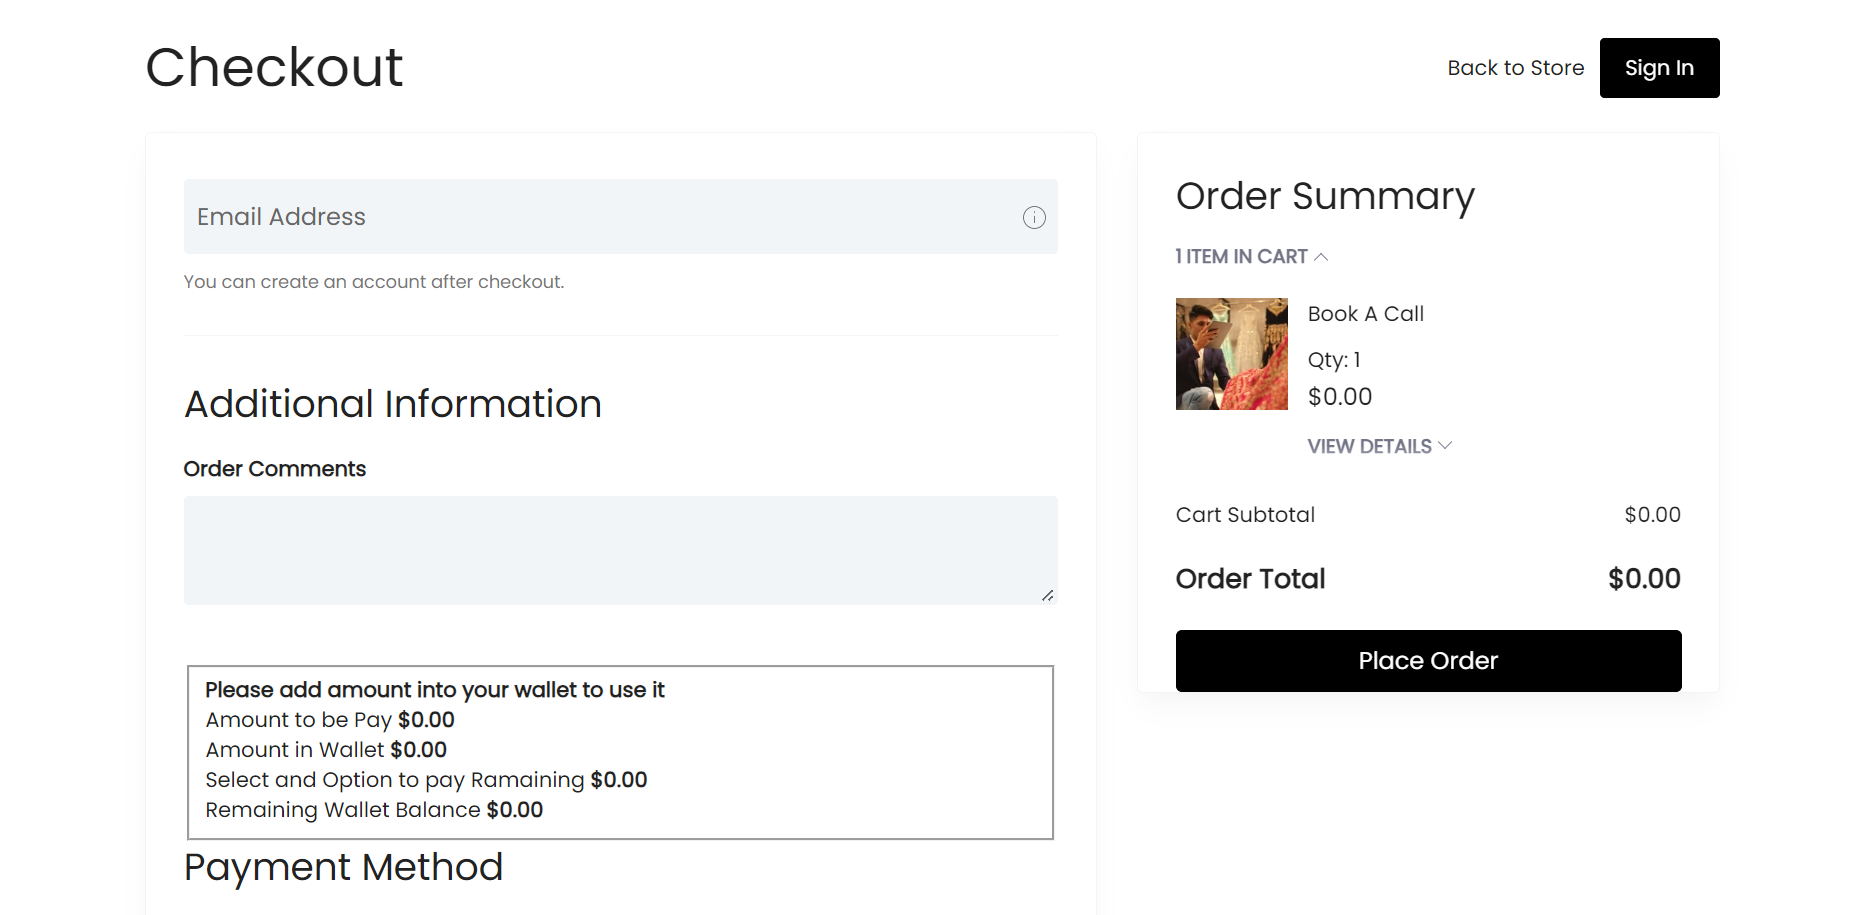 Checkout
Back to Store
Sign In
Email Address
You can create an account after checkout.
Additional Information
Order Comments
Please add amount into your wallet to use it
Amount to be Pay $0.00
Amount in Wallet $0.00
Select and Option to pay Ramaining $0.00
Remaining Wallet Balance $0.00
Payment Method
Order Summary
1 ITEM IN CART
Book A Call
Qty: 1
$0.00
VIEW DETAILS
Cart Subtotal $0.00
Order Total $0.00
Place Order